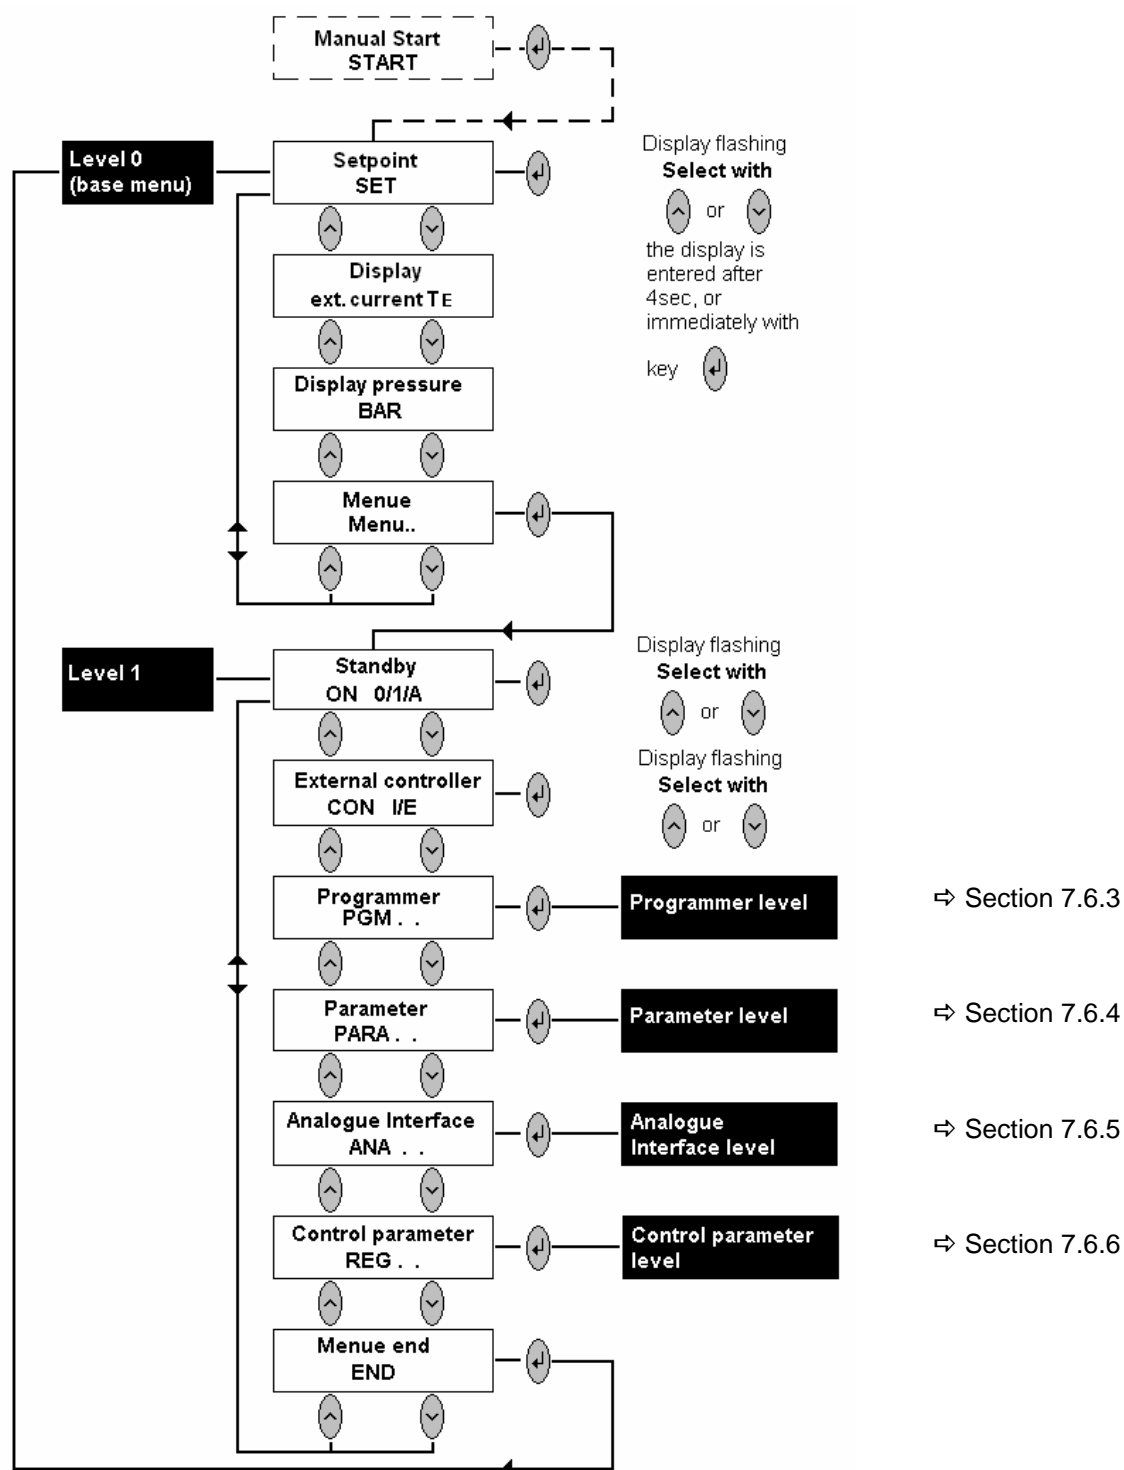 Manual Start
START
Level 0
(base menu)
Setpoint
SET
Display flashing
Select with
or
the display is
entered after
4sec, or
immediately with
key
Display
ext. current TE
Display pressure
BAR
Menue
Menu..
Level 1
Standby
ON 0/1/A
Display flashing
Select with
or
External controller
CON I/E
Display flashing
Select with
or
Programmer
PGM . .
Programmer level
⇨ Section 7.6.3
Parameter
PARA . .
Parameter level
⇨ Section 7.6.4
Analogue Interface
ANA . .
Analogue
Interface level
⇨ Section 7.6.5
Control parameter
REG . .
Control parameter
level
⇨ Section 7.6.6
Menue end
END